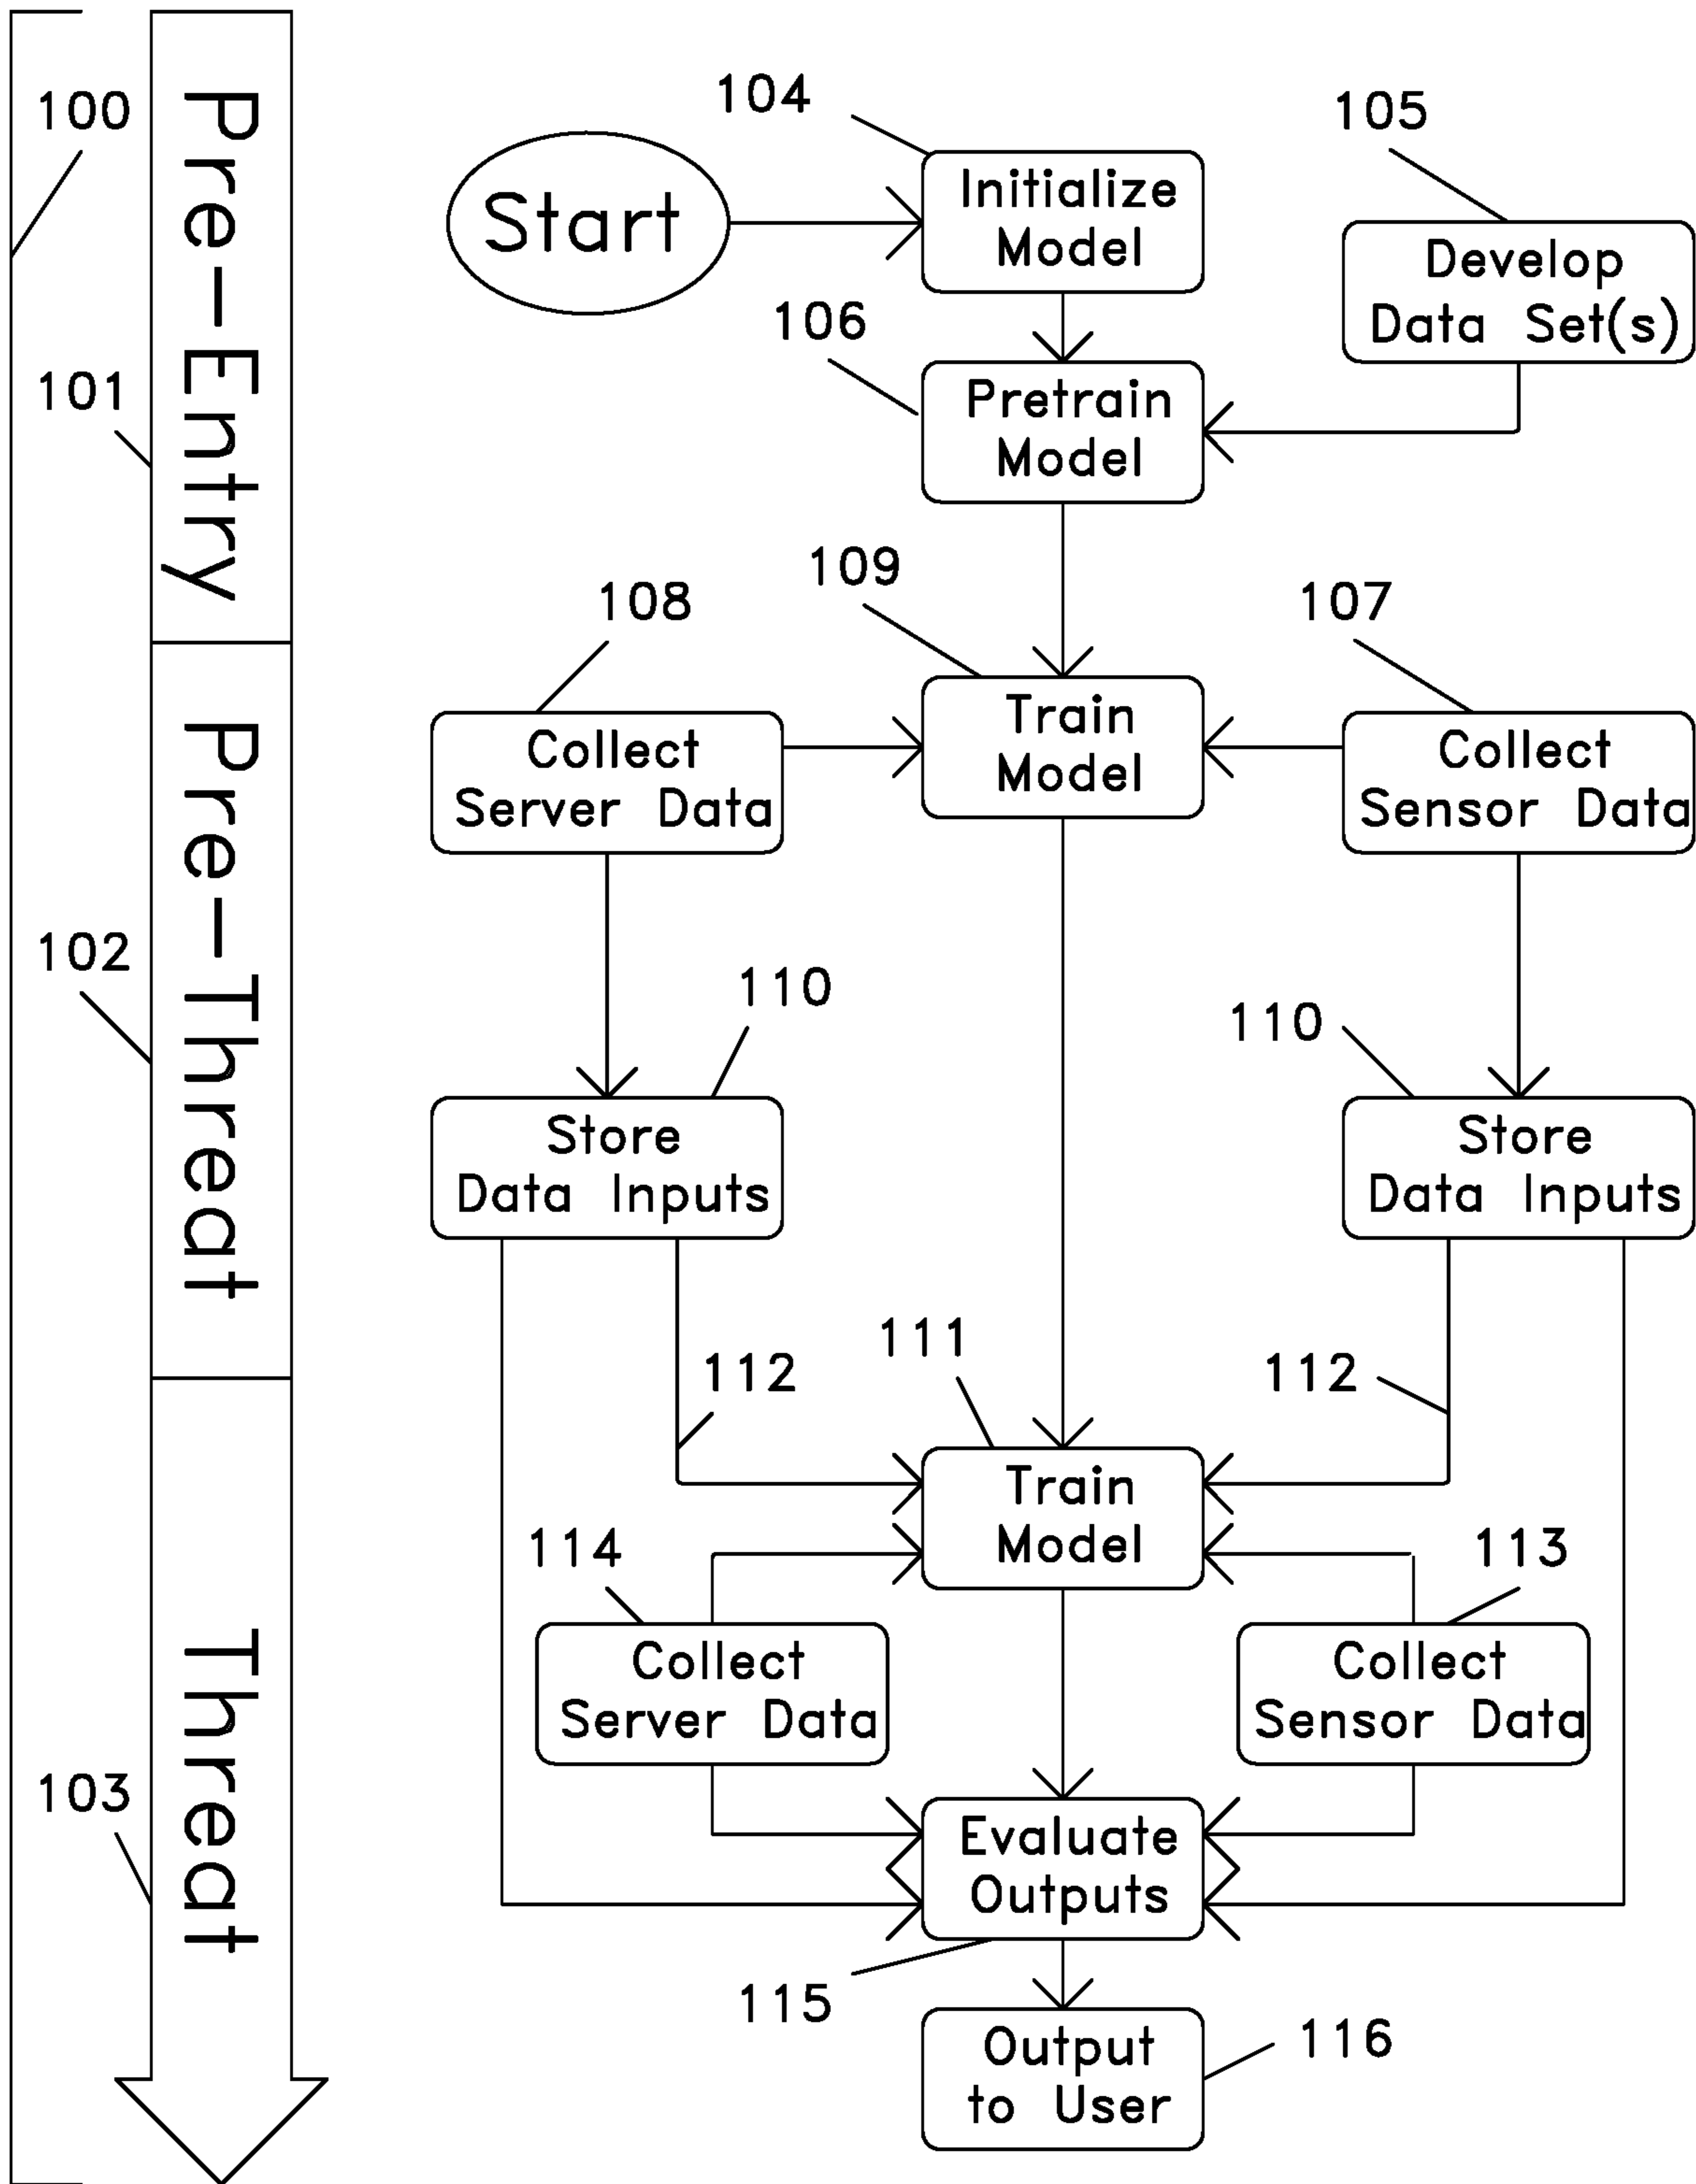 100
101
102
103
Pre-Entry
Pre-Threat
Threat
Start
104
Initialize
Model
105
Develop
Data Set(s)
106
Pretrain
Model
108
Collect
Server Data
109
Train
Model
107
Collect
Sensor Data
110
Store
Data Inputs
110
Store
Data Inputs
112
111
Train
Model
112
114
Collect
Server Data
113
Collect
Sensor Data
Evaluate
Outputs
115
Output
to User
116